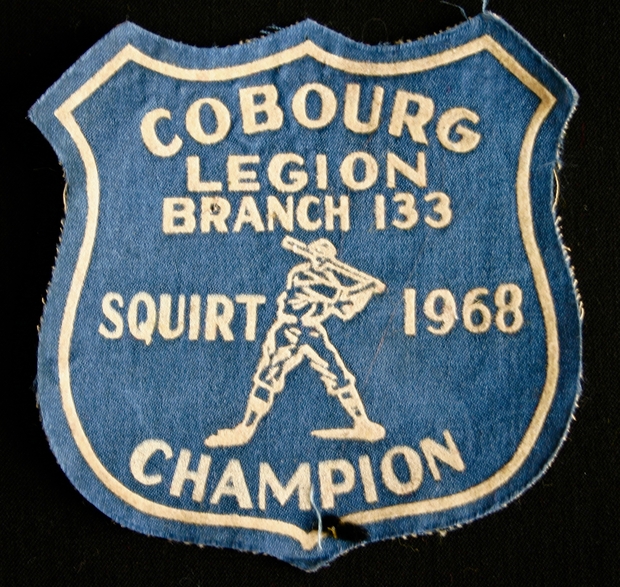 COBOURG
LEGION
BRANCH 133
SQUIRT 1968
CHAMPION